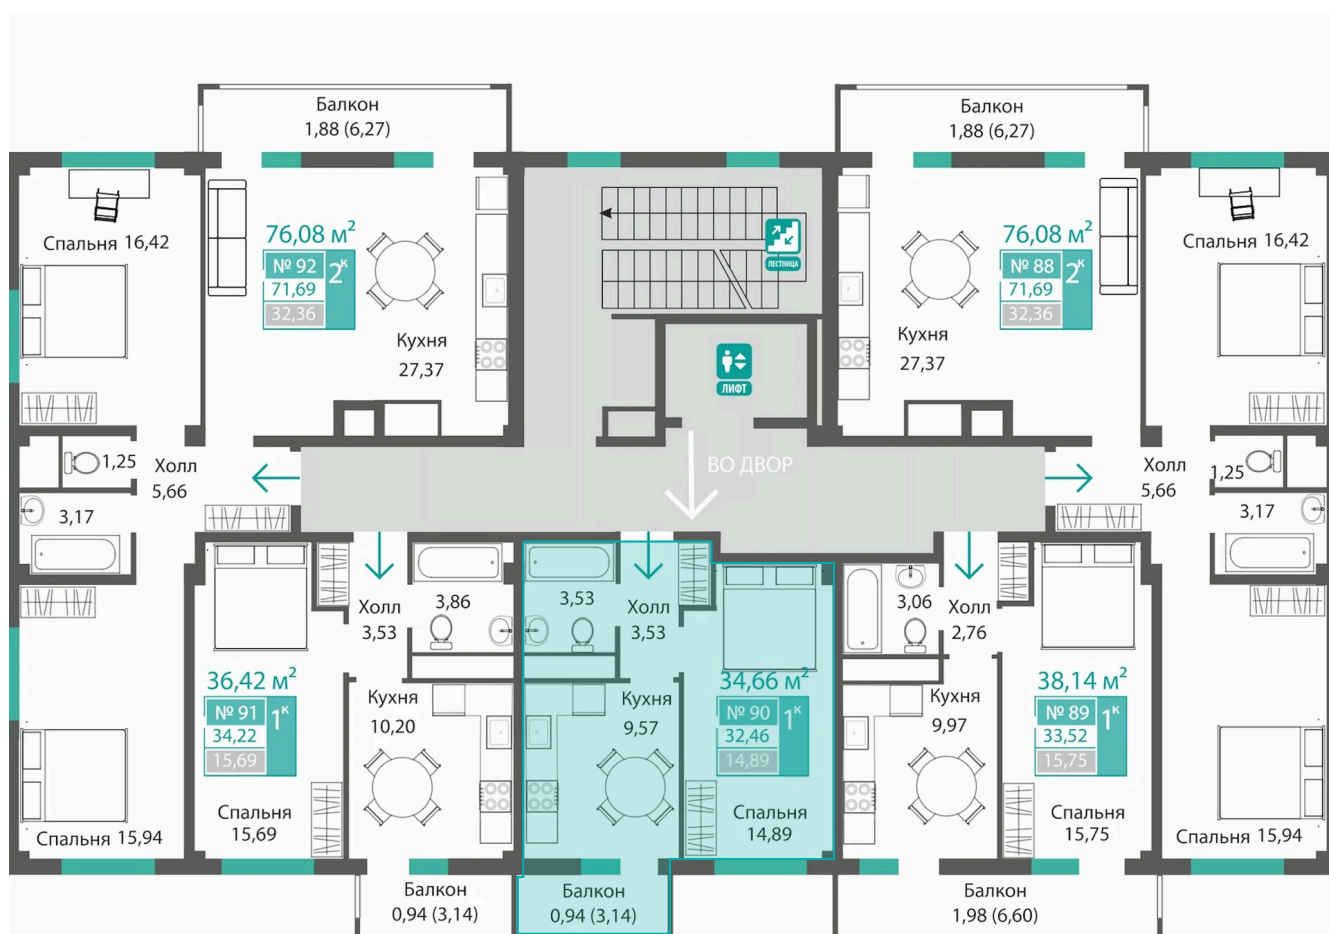 Балкон
1,88 (6,27)
Балкон
1,88 (6,27)
Спальня 16,42
76,08 м²
№ 92
71,69
32,36
2к
Кухня
27,37
ЛЕСТНИЦА
ЛИФТ
76,08 м²
№ 88
71,69
32,36
2к
Кухня
27,37
Спальня 16,42
1,25
Холл
5,66
3,17
ВО ДВОР
Холл
5,66
1,25
3,17
Холл
3,53
3,86
3,53
Холл
3,53
3,06
Холл
2,76
36,42 м²
№ 91
34,22
15,69
1к
Кухня
10,20
Кухня
9,57
34,66 м²
№ 90
32,46
14,89
1к
Кухня
9,97
38,14 м²
№ 89
33,52
15,75
1к
Спальня 15,94
Спальня
15,69
Спальня
14,89
Спальня
15,75
Спальня 15,94
Балкон
0,94 (3,14)
Балкон
0,94 (3,14)
Балкон
1,98 (6,60)